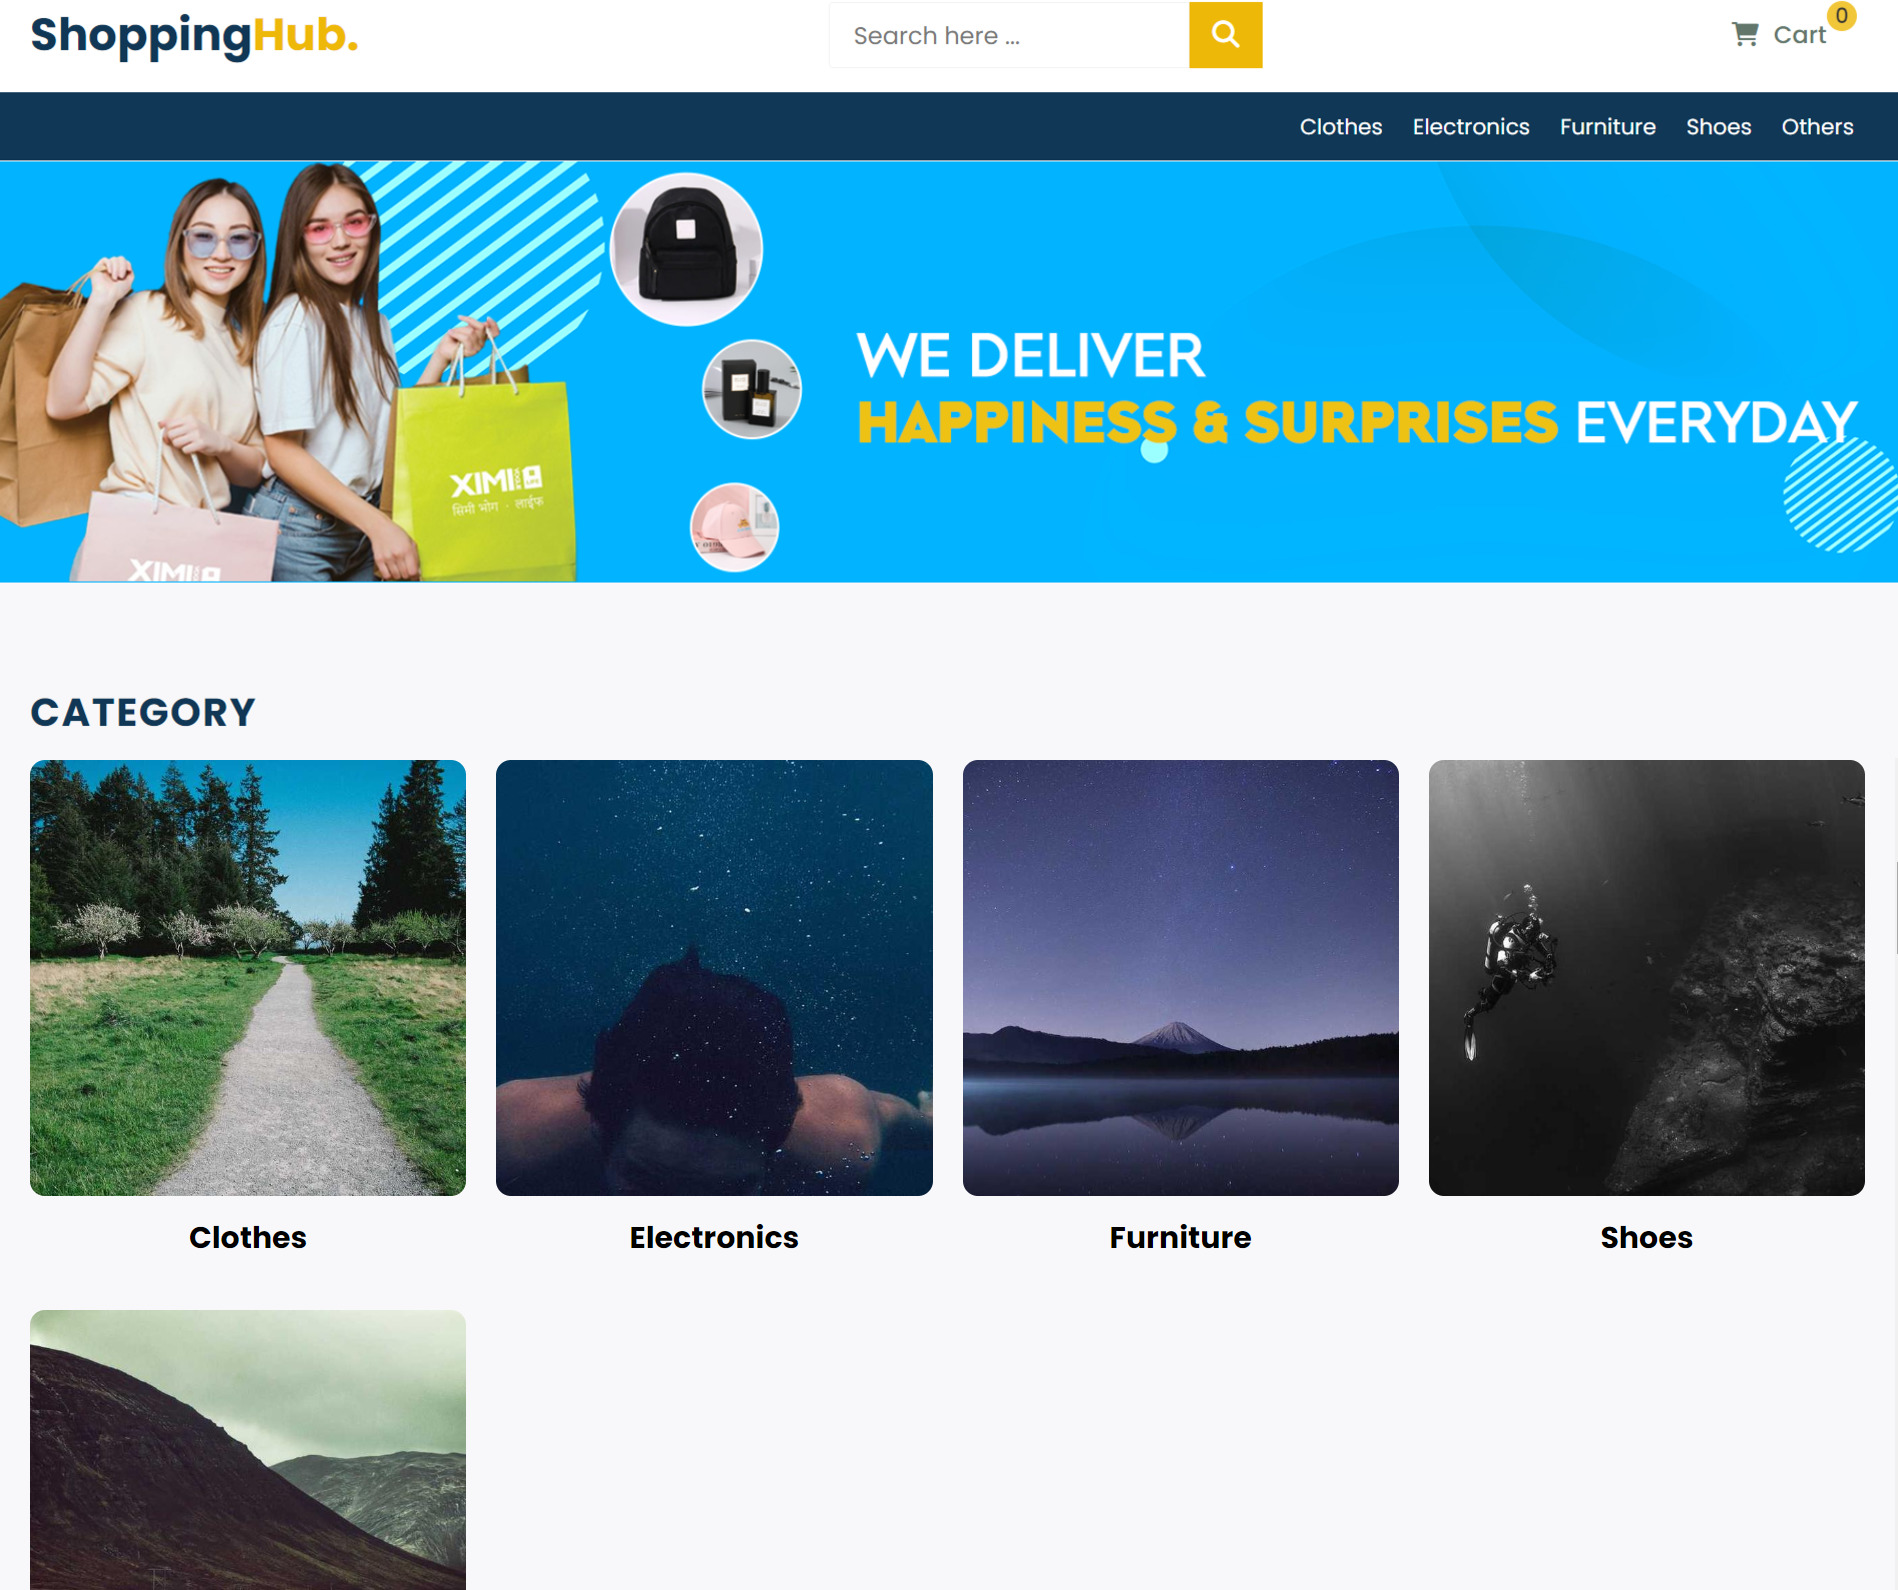 ShoppingHub.
Search here ...
Cart
0
Clothes Electronics Furniture Shoes Others
WE DELIVER
HAPPINESS & SURPRISES EVERYDAY
XIMI
सिमी भोग · लाईफ
XIMI
CATEGORY
Clothes
Electronics
Furniture
Shoes